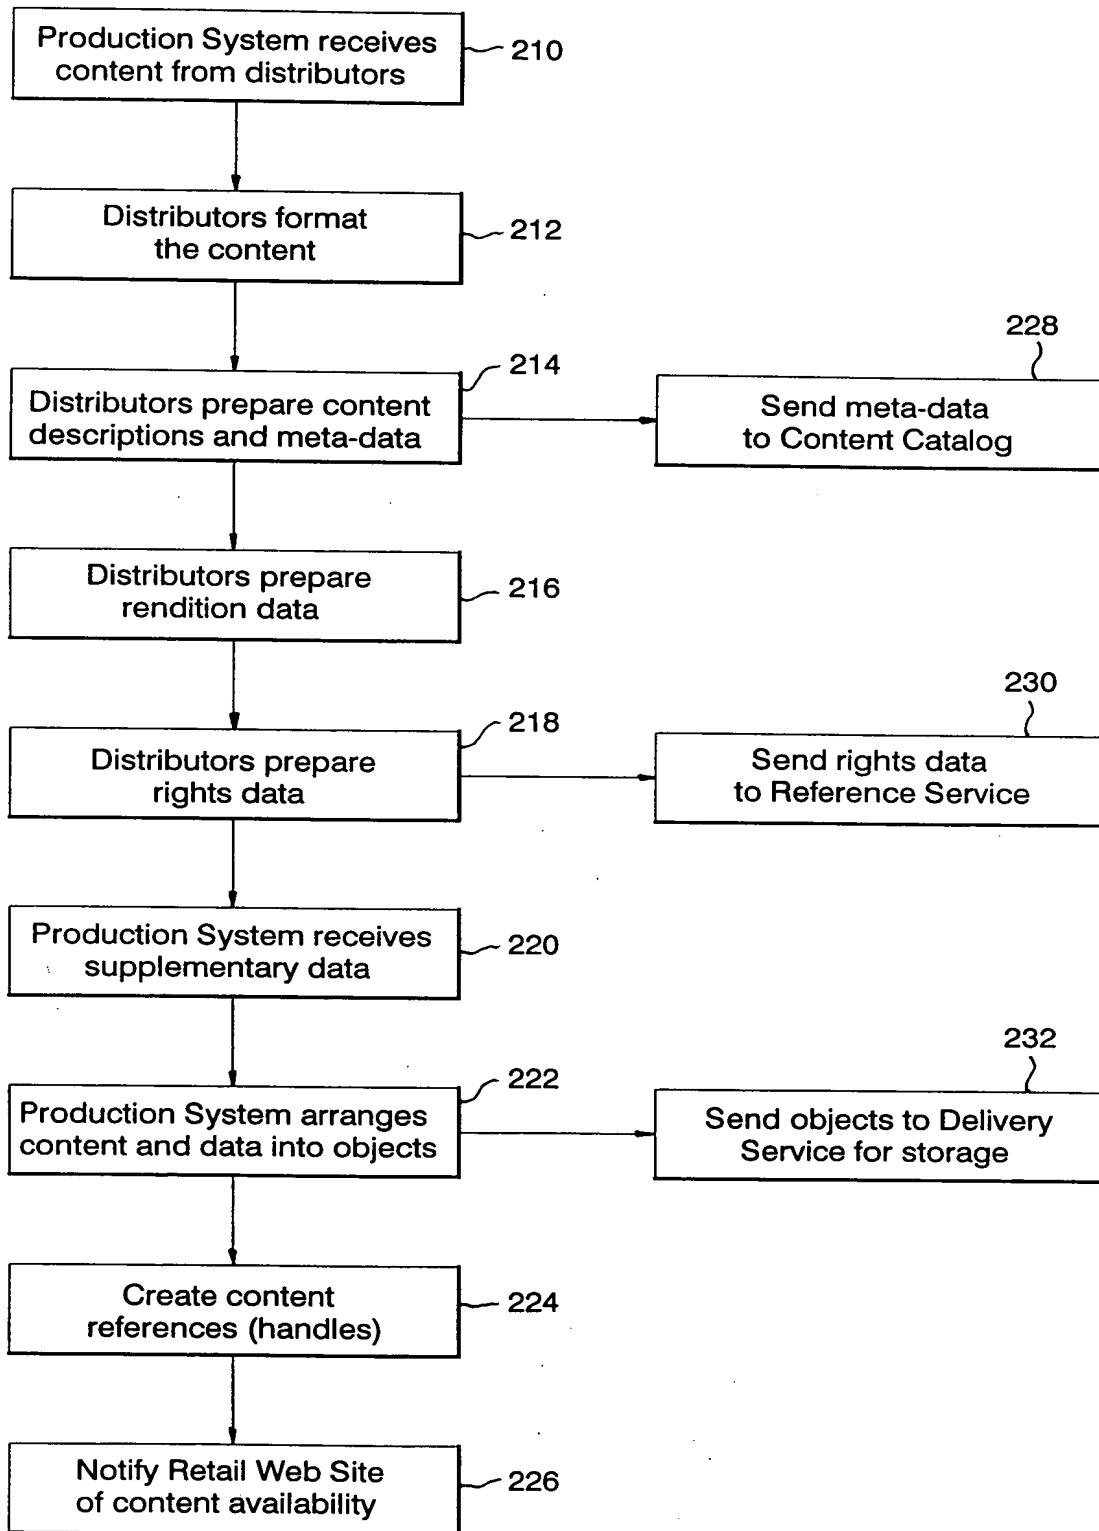 Production System receives
content from distributors
210
Distributors format
the content
212
Distributors prepare content
descriptions and meta-data
214
228
Send meta-data
to Content Catalog
Distributors prepare
rendition data
216
Distributors prepare
rights data
218
230
Send rights data
to Reference Service
Production System receives
supplementary data
220
Production System arranges
content and data into objects
222
232
Send objects to Delivery
Service for storage
Create content
references (handles)
224
Notify Retail Web Site
of content availability
226